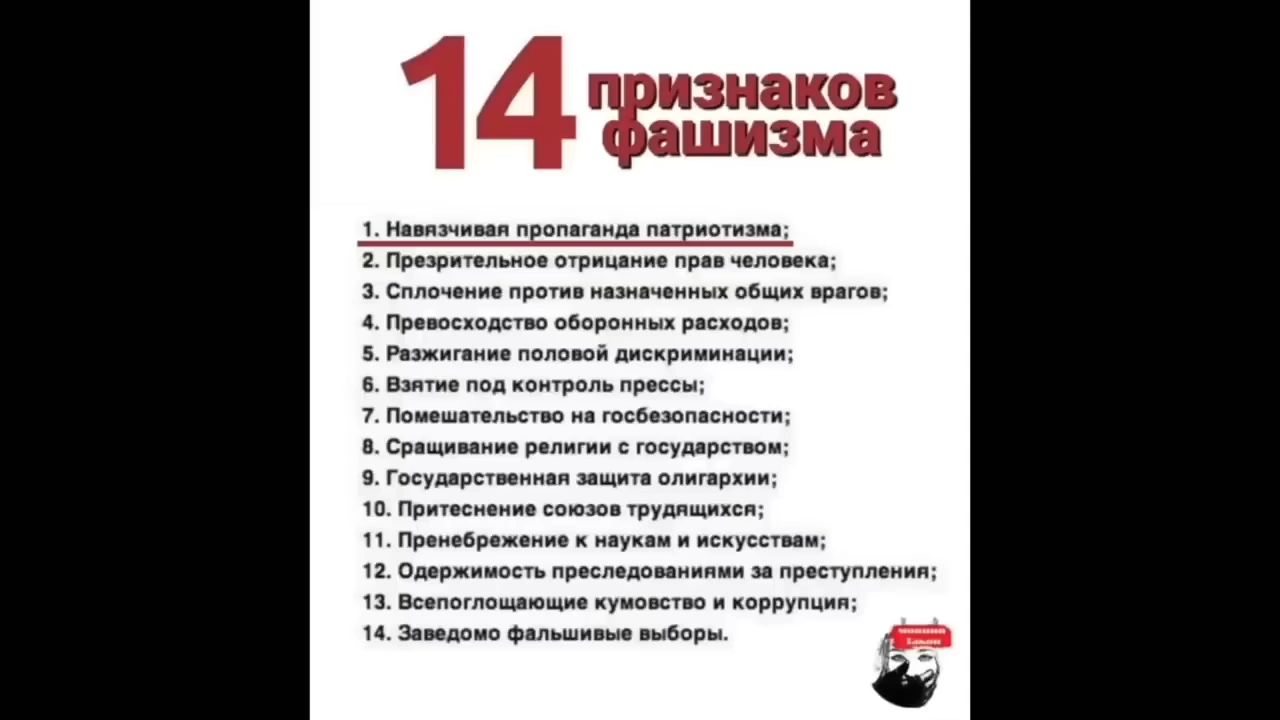 14 признаков
фашизма
1. Навязчивая пропаганда патриотизма;
2. Презрительное отрицание прав человека;
3. Сплочение против назначенных общих врагов;
4. Превосходство оборонных расходов;
5. Разжигание половой дискриминации;
6. Взятие под контроль прессы;
7. Помешательство на госбезопасности;
8. Сращивание религии с государством;
9. Государственная защита олигархии;
10. Притеснение союзов трудящихся;
11. Пренебрежение к наукам и искусствам;
12. Одержимость преследованиями за преступления;
13. Всепоглощающие кумовство и коррупция;
14. Заведомо фальшивые выборы.